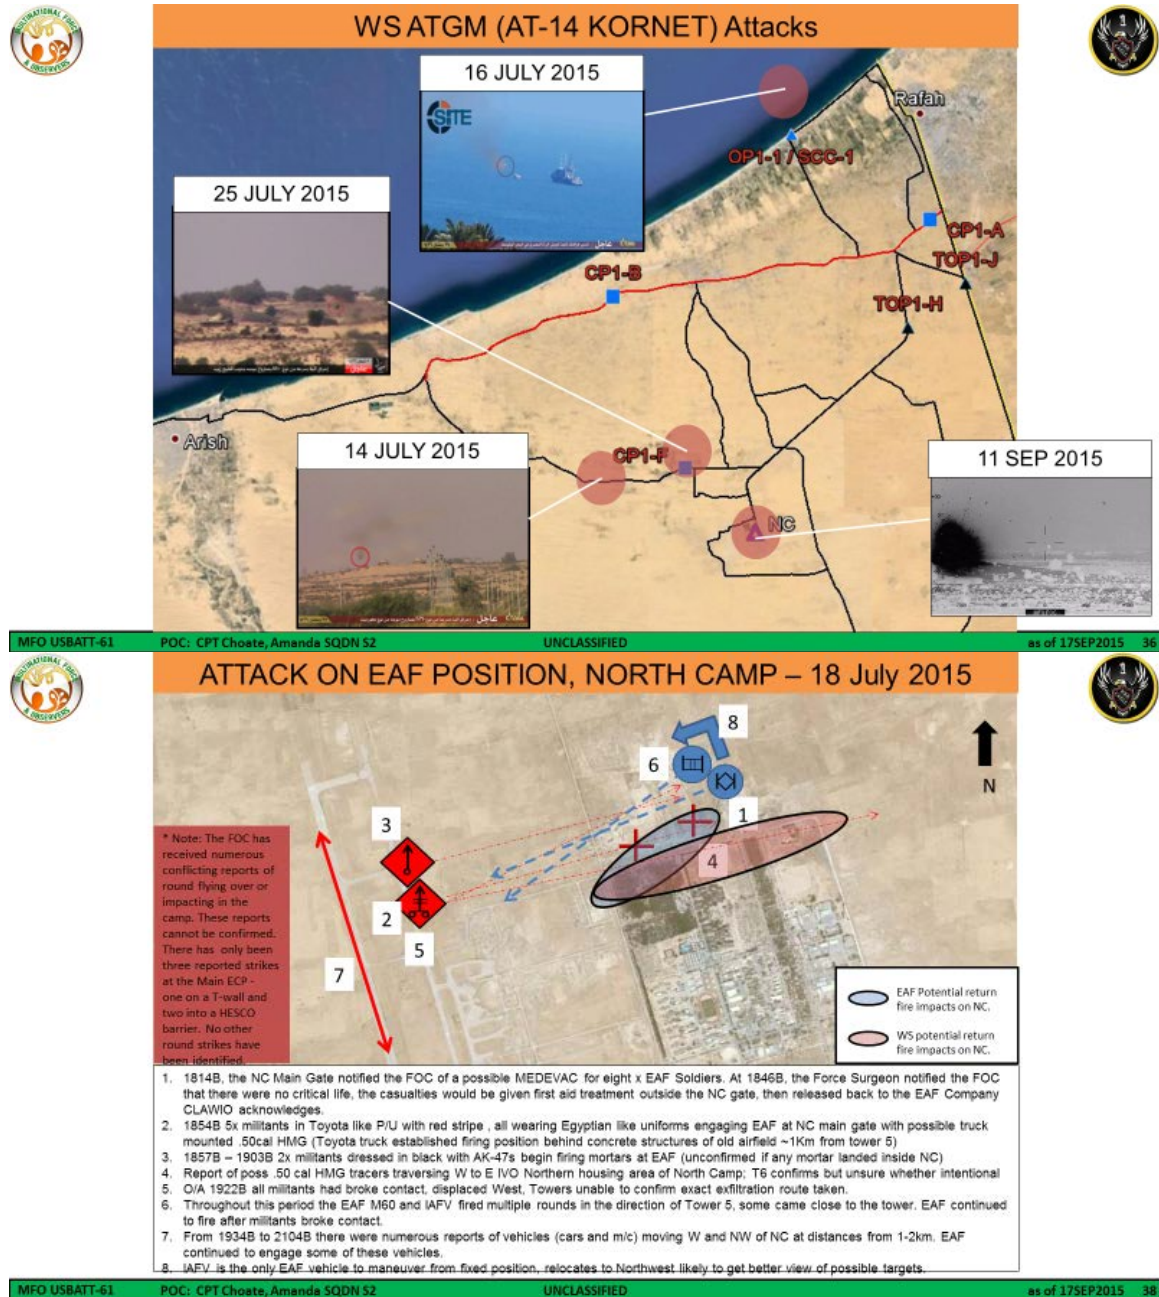 MULTINATIONAL FORCE
& OBSERVERS
WS ATGM (AT-14 KORNET) Attacks
16 JULY 2015
SITE
عاجل
25 JULY 2015
14 JULY 2015
عاجل
11 SEP 2015
Rafah
OP1-1 / SCC-1
CP1-A
TOP1-J
CP1-B
TOP1-H
Arish
CP1-F
NC
MFO USBATT-61 POC: CPT Choate, Amanda SQDN S2 UNCLASSIFIED as of 17SEP2015 36
MULTINATIONAL FORCE
& OBSERVERS
ATTACK ON EAF POSITION, NORTH CAMP – 18 July 2015
8
6
N
3
1
4
2
5
7
* Note: The FOC has
received numerous
conflicting reports of
round flying over or
impacting in the
camp. These reports
cannot be confirmed.
There has only been
three reported strikes
at the Main ECP -
one on a T-wall and
two into a HESCO
barrier. No other
round strikes have
been identified.
EAF Potential return
fire impacts on NC.
WS potential return
fire impacts on NC.
1. 1814B, the NC Main Gate notified the FOC of a possible MEDEVAC for eight x EAF Soldiers. At 1846B, the Force Surgeon notified the FOC
that there were no critical life, the casualties would be given first aid treatment outside the NC gate, then released back to the EAF Company
CLAWIO acknowledges.
2. 1854B 5x militants in Toyota like P/U with red stripe , all wearing Egyptian like uniforms engaging EAF at NC main gate with possible truck
mounted .50cal HMG (Toyota truck established firing position behind concrete structures of old airfield ~1Km from tower 5)
3. 1857B – 1903B 2x militants dressed in black with AK-47s begin firing mortars at EAF (unconfirmed if any mortar landed inside NC)
4. Report of poss .50 cal HMG tracers traversing W to E IVO Northern housing area of North Camp; T6 confirms but unsure whether intentional
5. O/A 1922B all militants had broke contact, displaced West, Towers unable to confirm exact exfiltration route taken.
6. Throughout this period the EAF M60 and IAFV fired multiple rounds in the direction of Tower 5, some came close to the tower. EAF continued
to fire after militants broke contact.
7. From 1934B to 2104B there were numerous reports of vehicles (cars and m/c) moving W and NW of NC at distances from 1-2km. EAF
continued to engage some of these vehicles.
8. IAFV is the only EAF vehicle to maneuver from fixed position, relocates to Northwest likely to get better view of possible targets.
MFO USBATT-61 POC: CPT Choate, Amanda SQDN S2 UNCLASSIFIED as of 17SEP2015 38